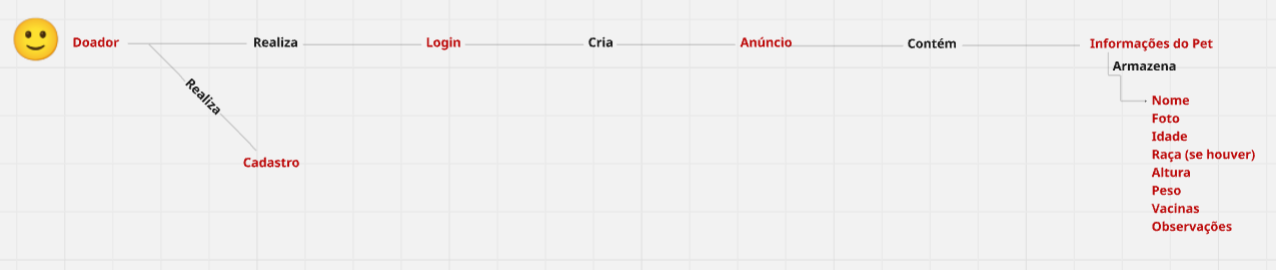 Doador Realiza Login Cria Anúncio Contém Informações do Pet
Armazena
Realiza
Nome
Foto
Idade
Raça (se houver)
Cadastro
Altura
Peso
Vacinas
Observações